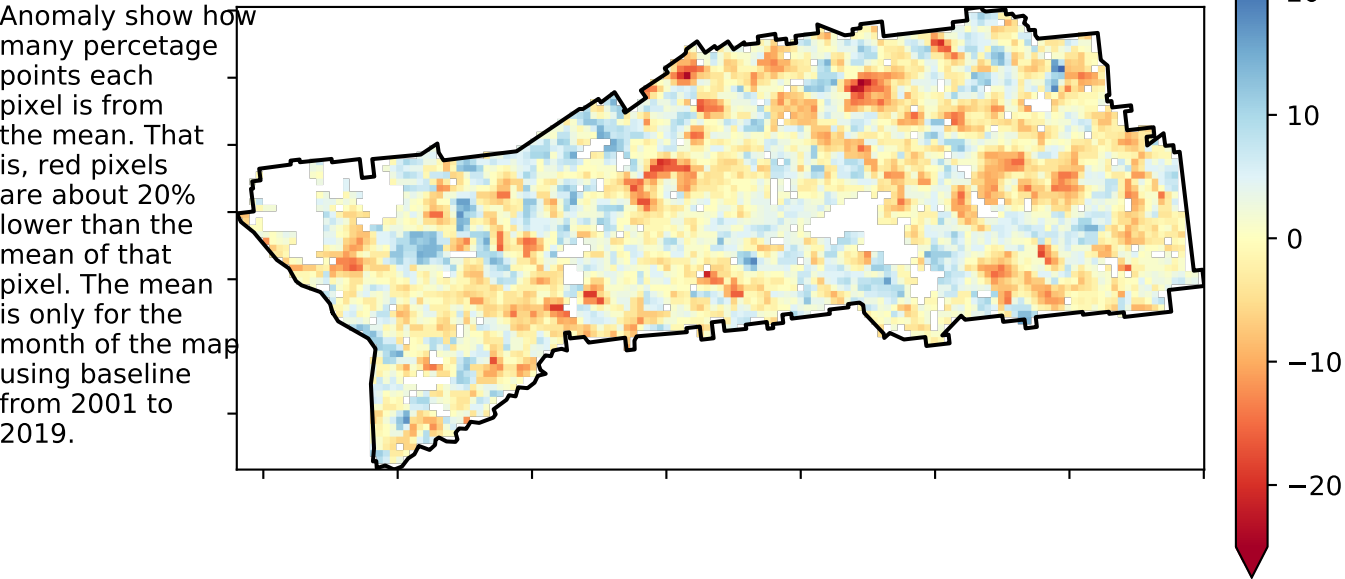 Anomaly show how
many percetage
points each
pixel is from
the mean. That
is, red pixels
are about 20%
lower than the
mean of that
pixel. The mean
is only for the
month of the map
using baseline
from 2001 to
2019.
10
0
−10
−20